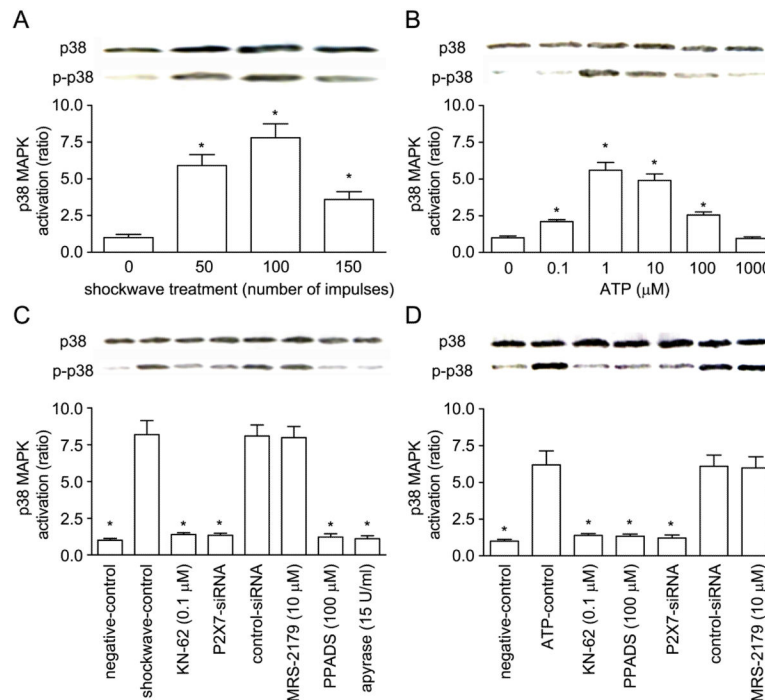 A
p38
p-p38
p38 MAPK
activation (ratio)
10.0
7.5
5.0
2.5
0.0
*
*
*
0 50 100 150
shockwave treatment (number of impulses)
B
p38
p-p38
p38 MAPK
activation (ratio)
10.0
7.5
5.0
2.5
0.0
*
*
*
*
0 0.1 1 10 100 1000
ATP (μM)
C
p38
p-p38
p38 MAPK
activation (ratio)
10.0
7.5
5.0
2.5
0.0
* * * * *
negative-control
shockwave-control
KN-62 (0.1 μM)
P2X7-siRNA
control-siRNA
MRS-2179 (10 μM)
PPADS (100 μM)
apyrase (15 U/ml)
D
p38
p-p38
p38 MAPK
activation (ratio)
10.0
7.5
5.0
2.5
0.0
* * * *
negative-control
ATP-control
KN-62 (0.1 μM)
PPADS (100 μM)
P2X7-siRNA
control-siRNA
MRS-2179 (10 μM)